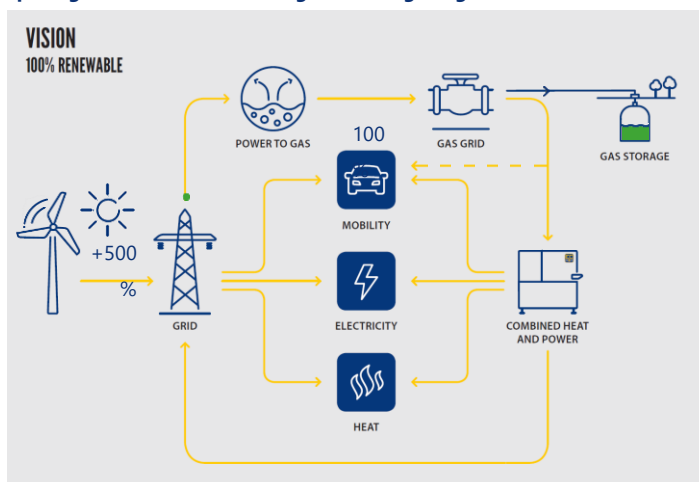 VISION
100% RENEWABLE
POWER TO GAS
GAS GRID
GAS STORAGE
100
MOBILITY
+500
%
GRID
ELECTRICITY
COMBINED HEAT
AND POWER
HEAT